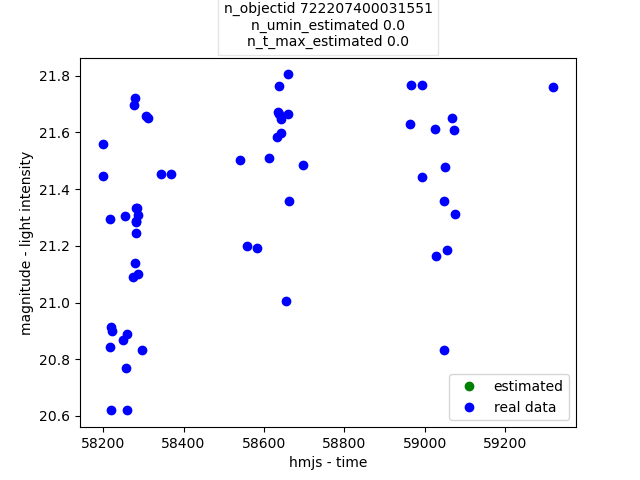 n_objectid 722207400031551
n_umin_estimated 0.0
n_t_max_estimated 0.0
21.8
21.6
21.4
21.2
21.0
20.8
20.6
magnitude - light intensity
58200 58400 58600 58800 59000 59200
hmjs - time
estimated
real data